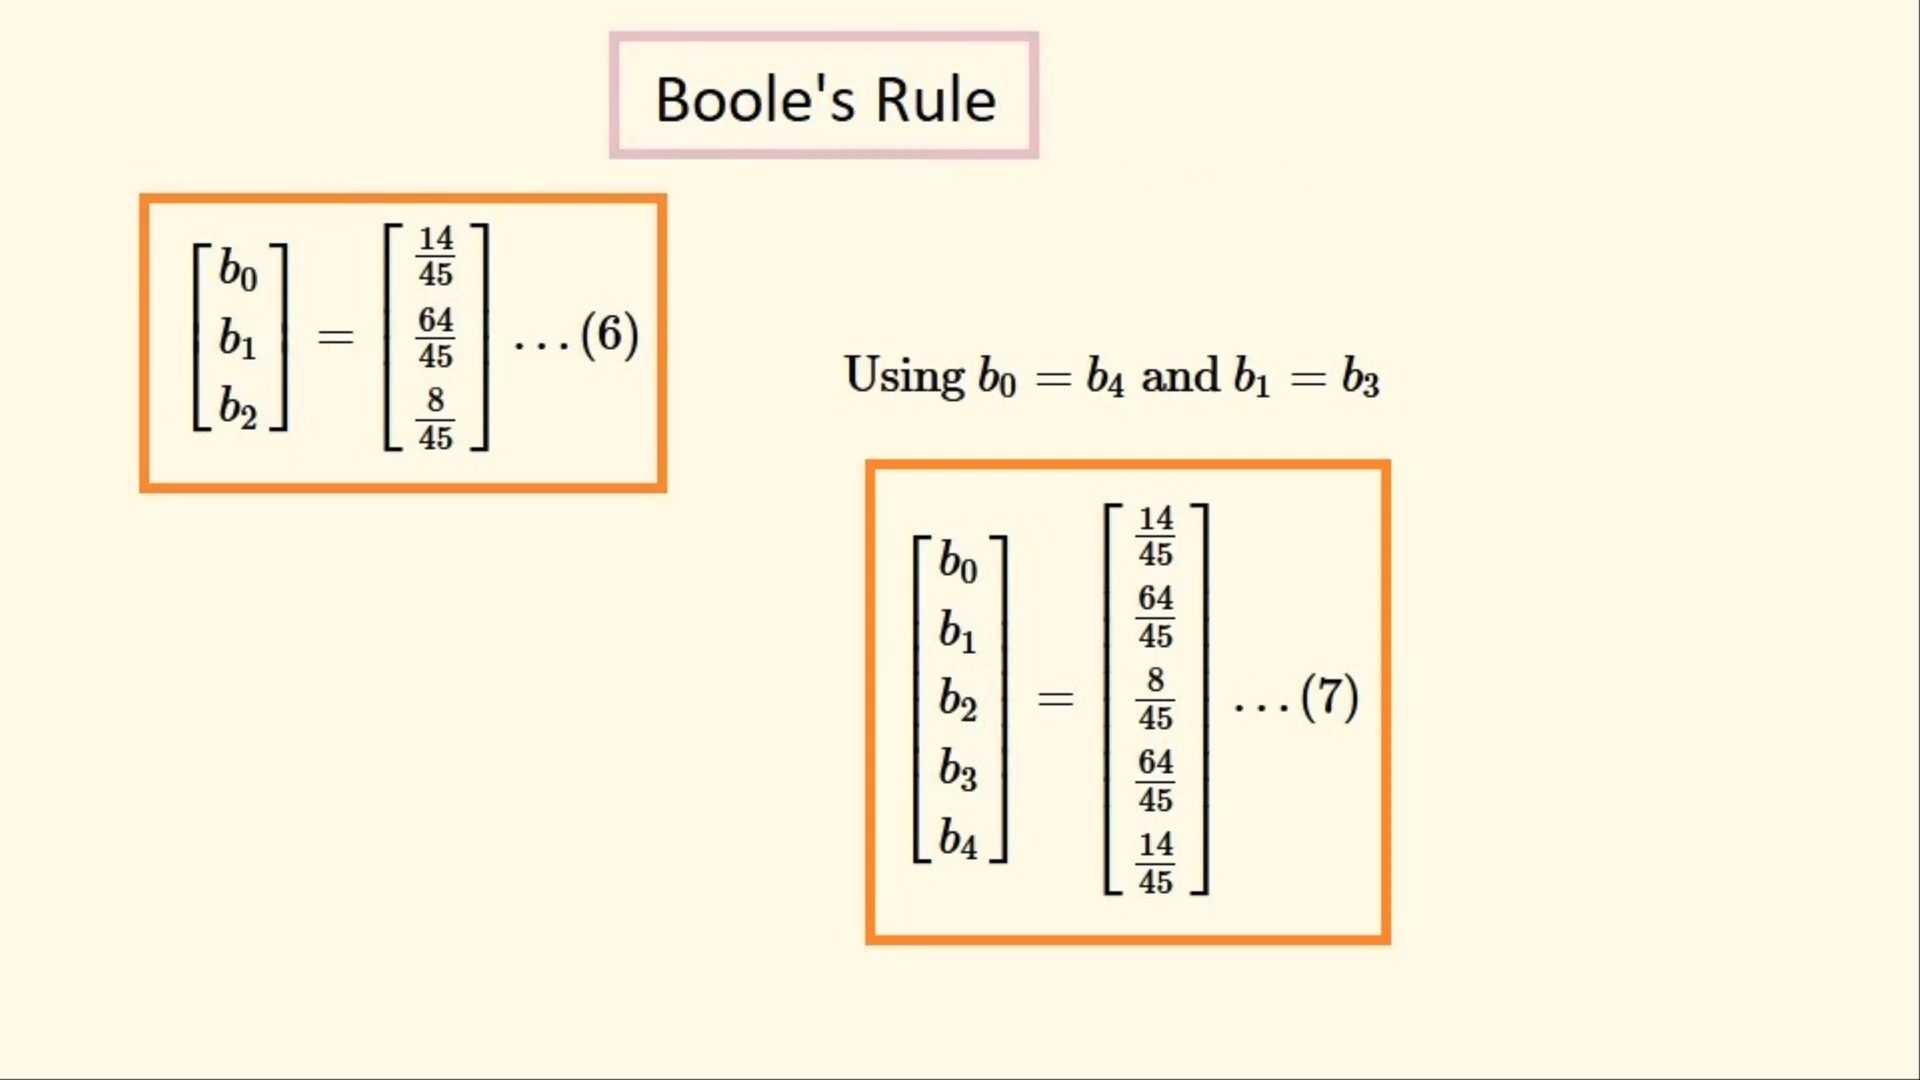 Boole's Rule
[b₀ b₁ b₂] = [14/45 64/45 8/45] ...(6)
Using b₀ = b₄ and b₁ = b₃
[b₀ b₁ b₂ b₃ b₄] = [14/45 64/45 8/45 64/45 14/45] ...(7)